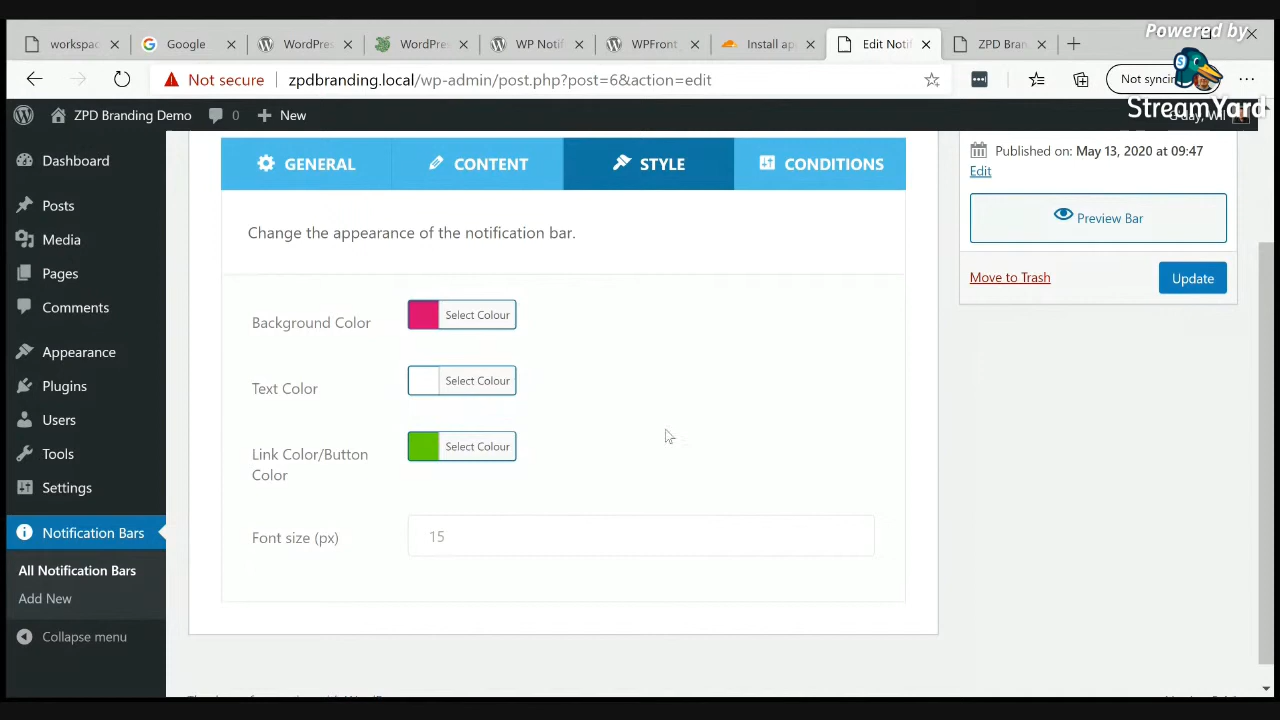 Powered by
workspac
Google
WordPre
WordPres
WP Notif
WPFront
Install ap
Edit Notif
ZPD Bran
Not secure
zpdbranding.local/wp-admin/post.php?post=6&action=edit
Not syncin
StreamYard
ZPD Branding Demo
0
New
Dashboard
Posts
Media
Pages
Comments
Appearance
Plugins
Users
Tools
Settings
Notification Bars
All Notification Bars
Add New
Collapse menu
GENERAL
CONTENT
STYLE
CONDITIONS
Change the appearance of the notification bar.
Background Color
Select Colour
Text Color
Select Colour
Link Color/Button
Color
Select Colour
Font size (px)
15
Published on: May 13, 2020 at 09:47
Edit
Preview Bar
Move to Trash
Update